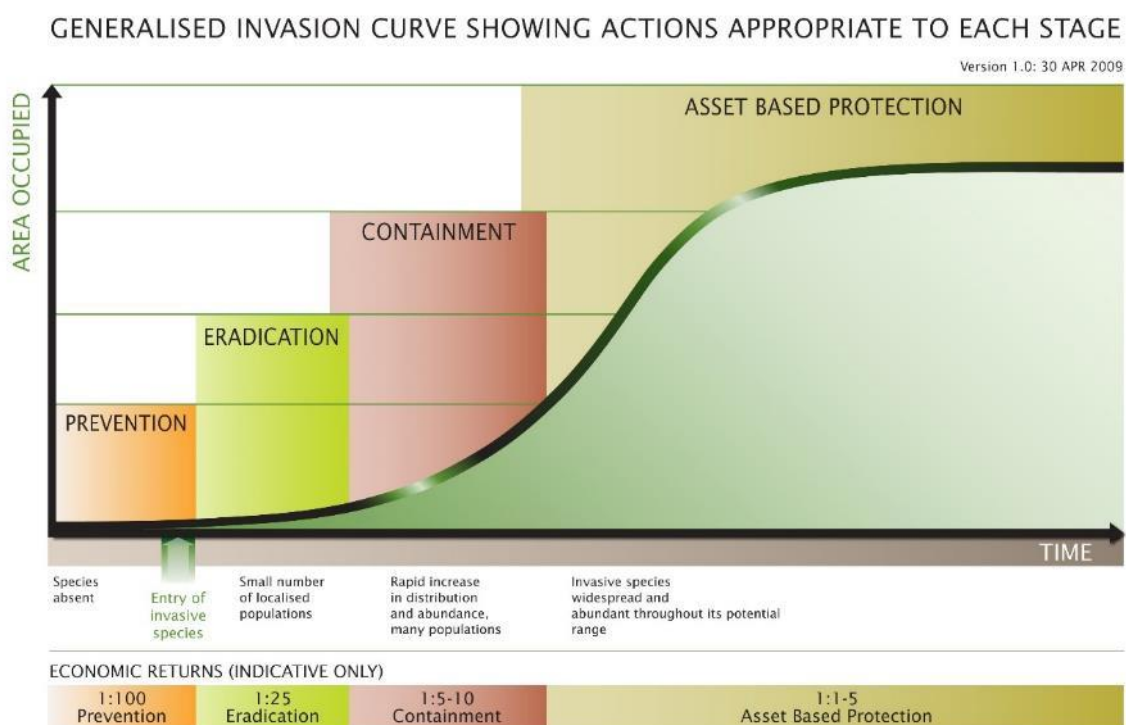 GENERALISED INVASION CURVE SHOWING ACTIONS APPROPRIATE TO EACH STAGE
Version 1.0: 30 APR 2009
AREA OCCUPIED
ASSET BASED PROTECTION
CONTAINMENT
ERADICATION
PREVENTION
TIME
Species
absent
Entry of
invasive
species
Small number
of localised
populations
Rapid increase
in distribution
and abundance,
many populations
Invasive species
widespread and
abundant throughout its potential
range
ECONOMIC RETURNS (INDICATIVE ONLY)
1:100
Prevention
1:25
Eradication
1:5-10
Containment
1:1-5
Asset Based Protection